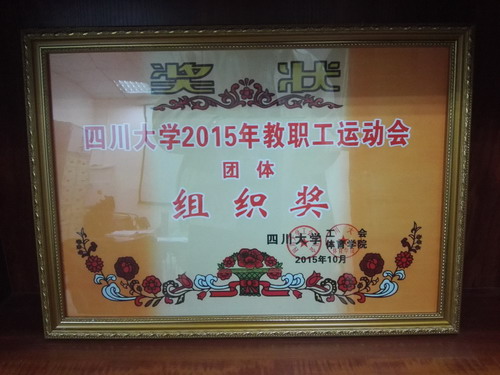 奖状
四川大学2015年教职工运动会
团体
组织奖
四川大学 工会
体育学院
2015年10月